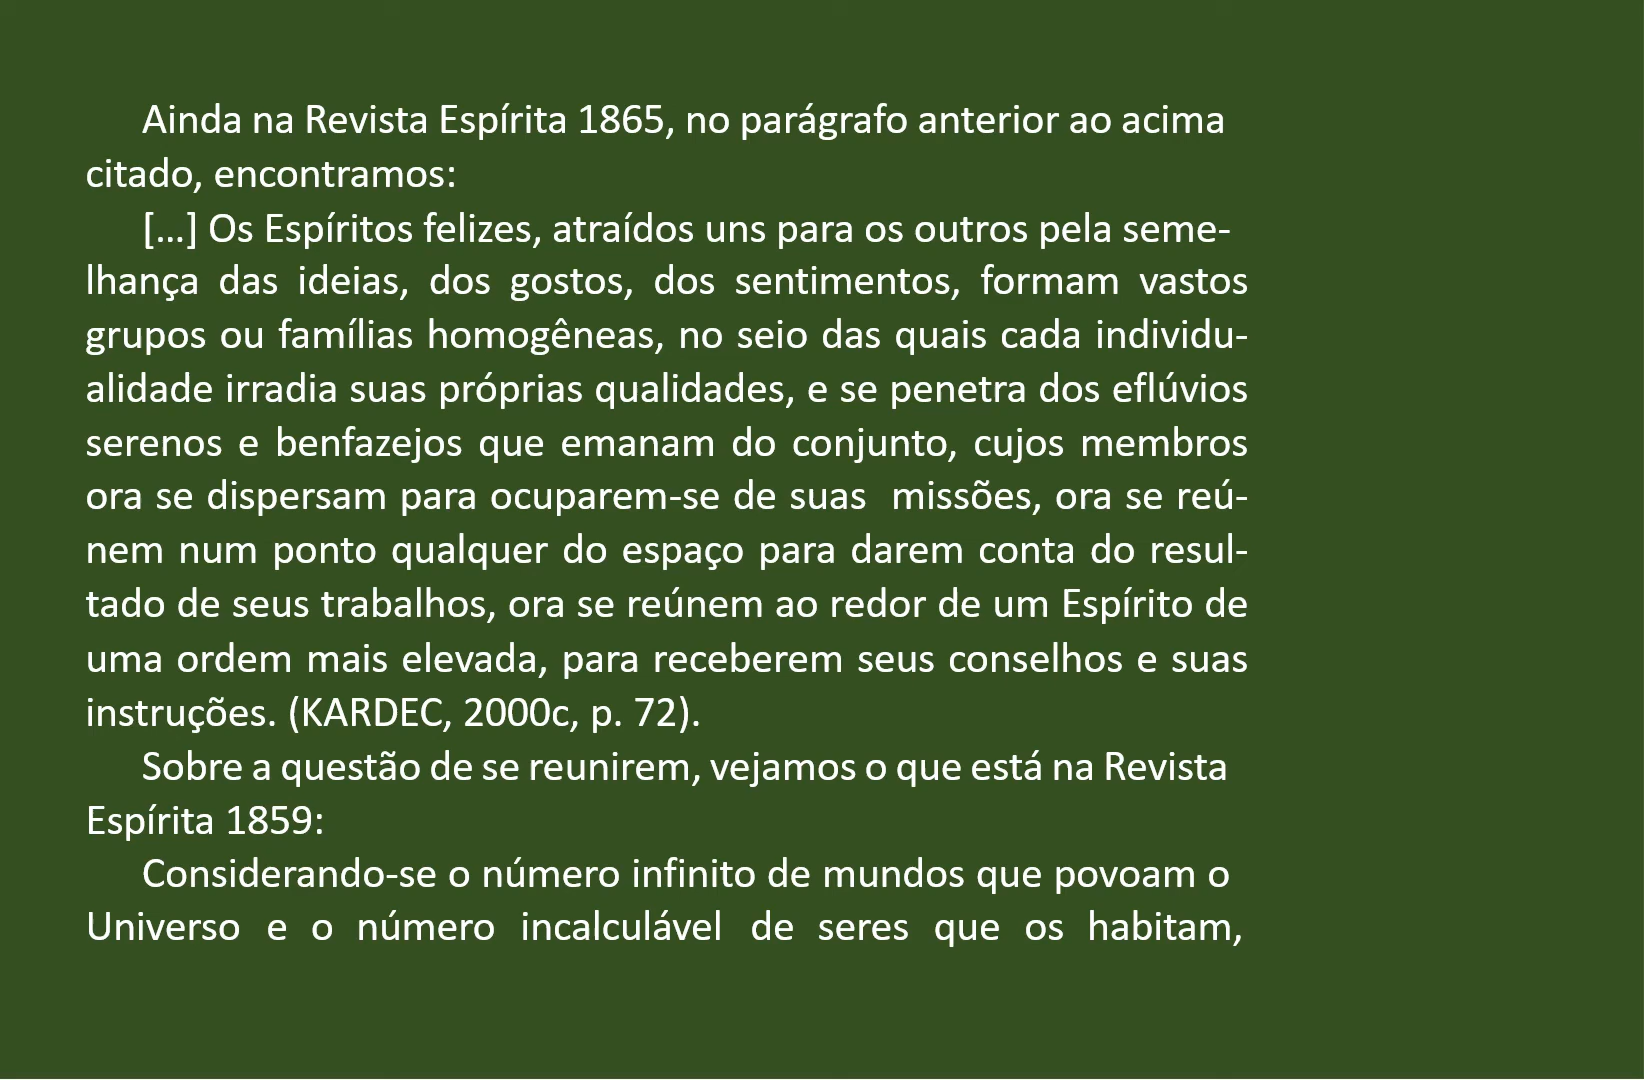 Ainda na Revista Espírita 1865, no parágrafo anterior ao acima
citado, encontramos:
[...] Os Espíritos felizes, atraídos uns para os outros pela seme-
lhança das ideias, dos gostos, dos sentimentos, formam vastos
grupos ou famílias homogêneas, no seio das quais cada individu-
alidade irradia suas próprias qualidades, e se penetra dos eflúvios
serenos e benfazejos que emanam do conjunto, cujos membros
ora se dispersam para ocuparem-se de suas missões, ora se reú-
nem num ponto qualquer do espaço para darem conta do resul-
tado de seus trabalhos, ora se reúnem ao redor de um Espírito de
uma ordem mais elevada, para receberem seus conselhos e suas
instruções. (KARDEC, 2000c, p. 72).
Sobre a questão de se reunirem, vejamos o que está na Revista
Espírita 1859:
Considerando-se o número infinito de mundos que povoam o
Universo e o número incalculável de seres que os habitam,